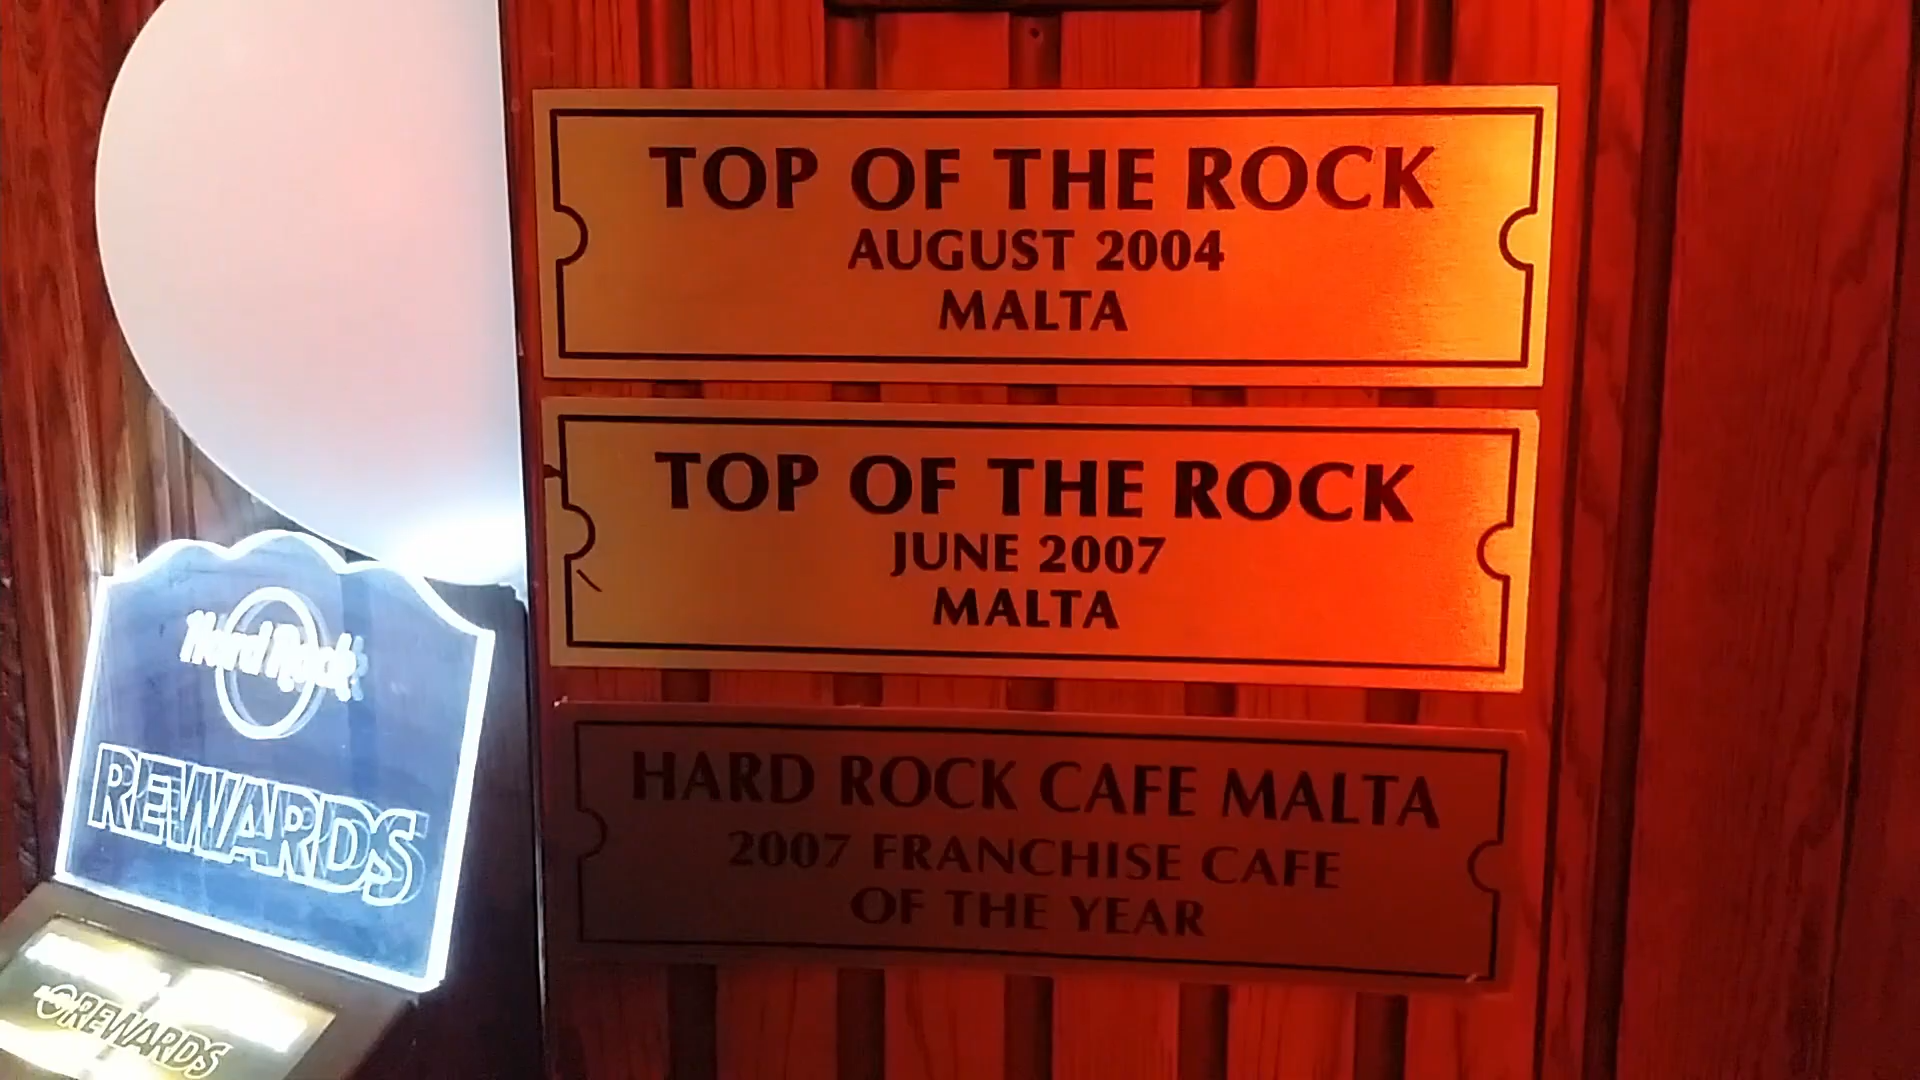 TOP OF THE ROCK
AUGUST 2004
MALTA
TOP OF THE ROCK
JUNE 2007
MALTA
HARD ROCK CAFE MALTA
2007 FRANCHISE CAFE
OF THE YEAR
Hard Rock
REWARDS
REWARDS